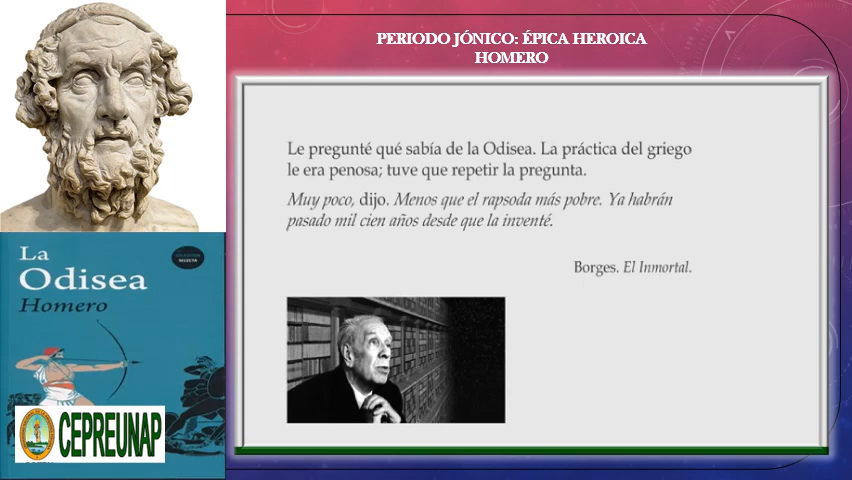 PERIODO JÓNICO: ÉPICA HEROICA
HOMERO
Le pregunté qué sabía de la Odisea. La práctica del griego
le era penosa; tuve que repetir la pregunta.
Muy poco, dijo. Menos que el rapsoda más pobre. Ya habrán
pasado mil cien años desde que la inventé.
Borges. El Inmortal.
La
Odisea
Homero
SELECTA
CEPREUNAP